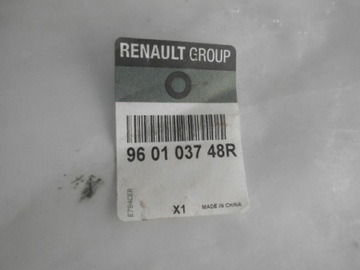 RENAULT GROUP
96 01 037 48R
X1
MADE IN CHINA